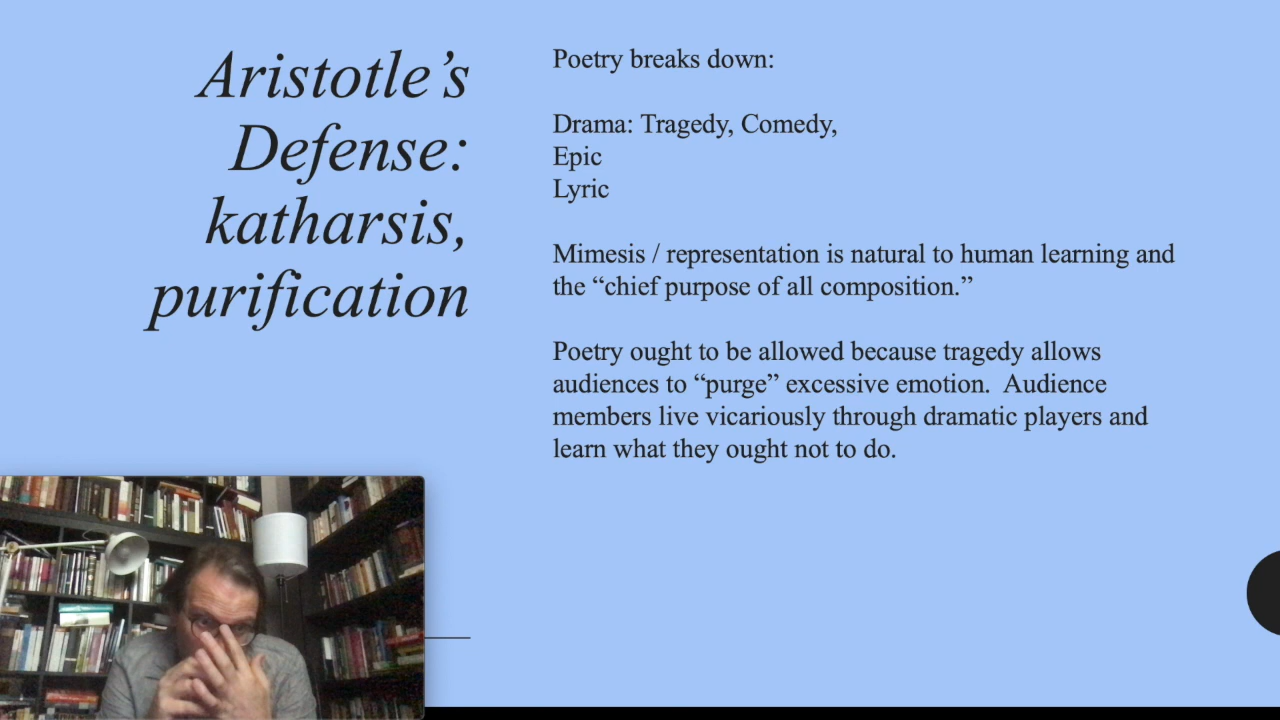 Aristotle’s
Defense:
katharsis,
purification
Poetry breaks down:
Drama: Tragedy, Comedy,
Epic
Lyric
Mimesis / representation is natural to human learning and
the “chief purpose of all composition.”
Poetry ought to be allowed because tragedy allows
audiences to “purge” excessive emotion.  Audience
members live vicariously through dramatic players and
learn what they ought not to do.